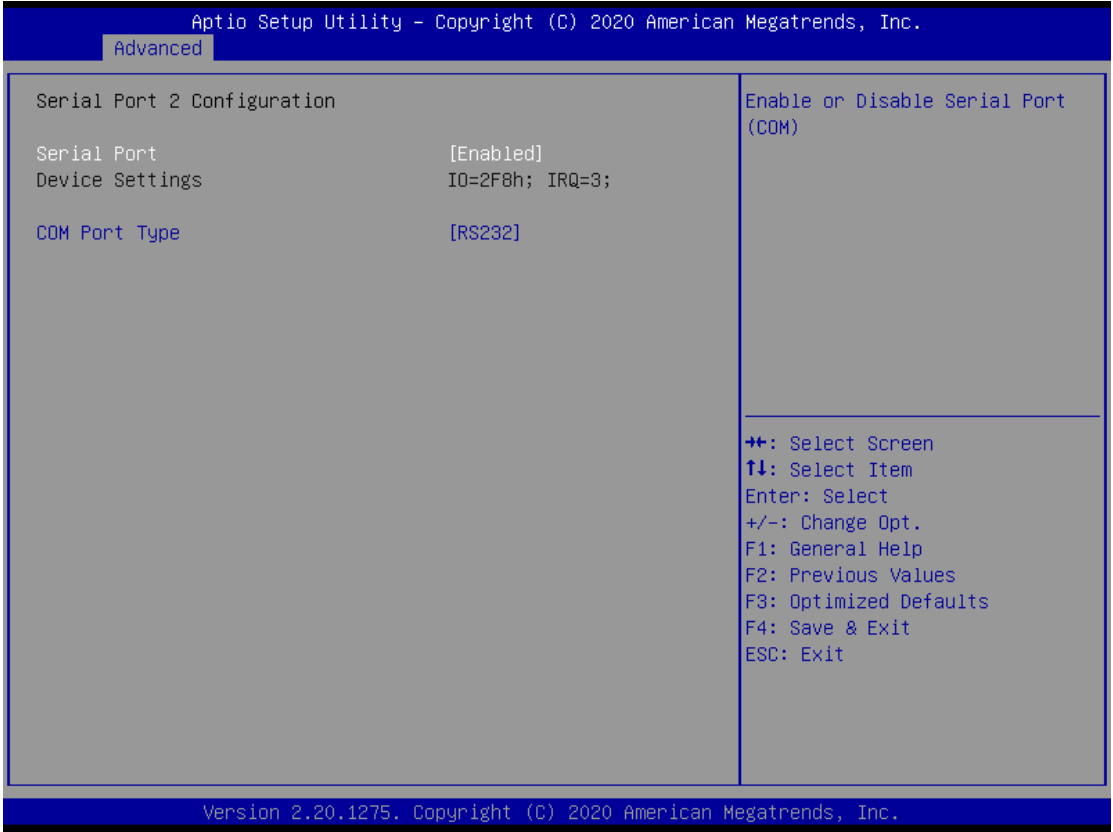 Aptio Setup Utility – Copyright (C) 2020 American Megatrends, Inc.
Advanced
Serial Port 2 Configuration
Serial Port [Enabled]
Device Settings IO=2F8h; IRQ=3;
COM Port Type [RS232]
Enable or Disable Serial Port
(COM)
→←: Select Screen
↑↓: Select Item
Enter: Select
+/-: Change Opt.
F1: General Help
F2: Previous Values
F3: Optimized Defaults
F4: Save & Exit
ESC: Exit
Version 2.20.1275. Copyright (C) 2020 American Megatrends, Inc.